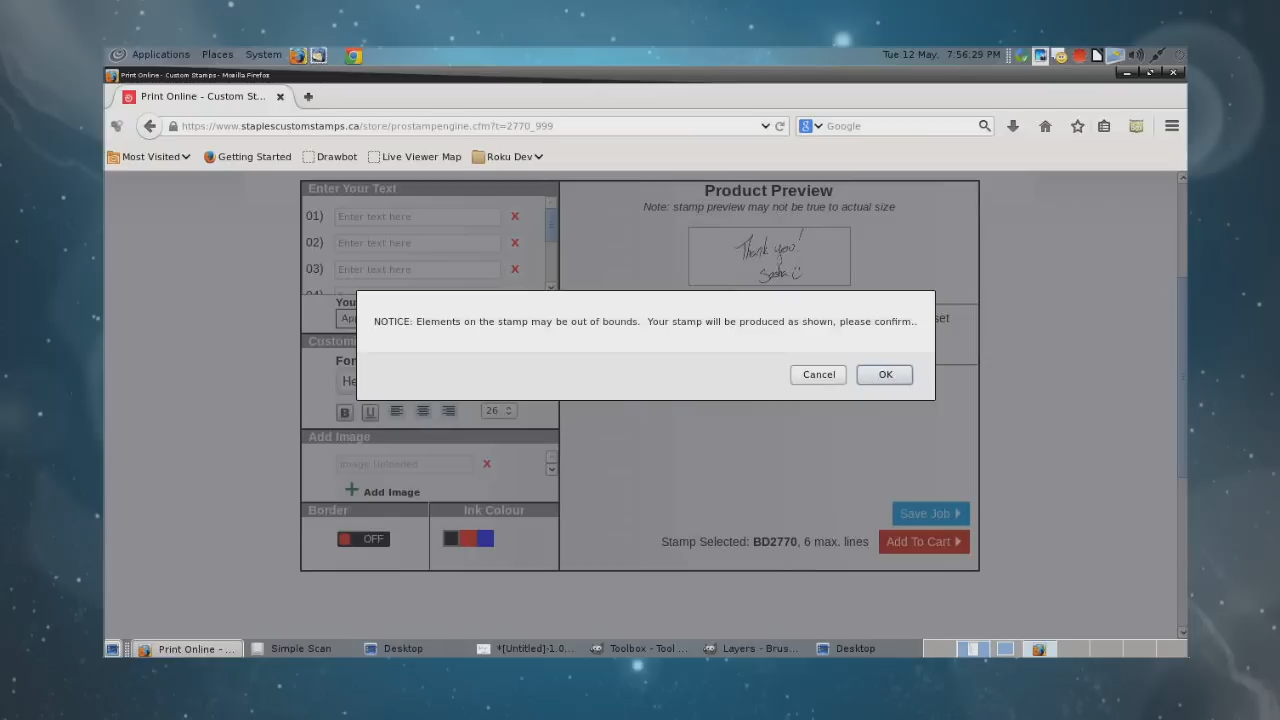 Applications Places System
Tue 12 May, 7:56:29 PM
Print Online - Custom Stamps - Mozilla Firefox
Print Online - Custom St...
https://www.staplescustomstamps.ca/store/prostampengine.cfm?t=2770_999
Google
Most Visited Getting Started Drawbot Live Viewer Map Roku Dev
Enter Your Text
01) Enter text here X
02) Enter text here X
03) Enter text here X
Product Preview
Note: stamp preview may not be true to actual size
Thank you!
Sasha
NOTICE: Elements on the stamp may be out of bounds. Your stamp will be produced as shown, please confirm..
Cancel OK
B U 26
Add Image
Image Uploaded X
+ Add Image
Border Ink Colour
OFF
Save Job
Stamp Selected: BD2770, 6 max. lines Add To Cart
Print Online - ... Simple Scan Desktop *[Untitled]-1.0... Toolbox - Tool ... Layers - Brus... Desktop